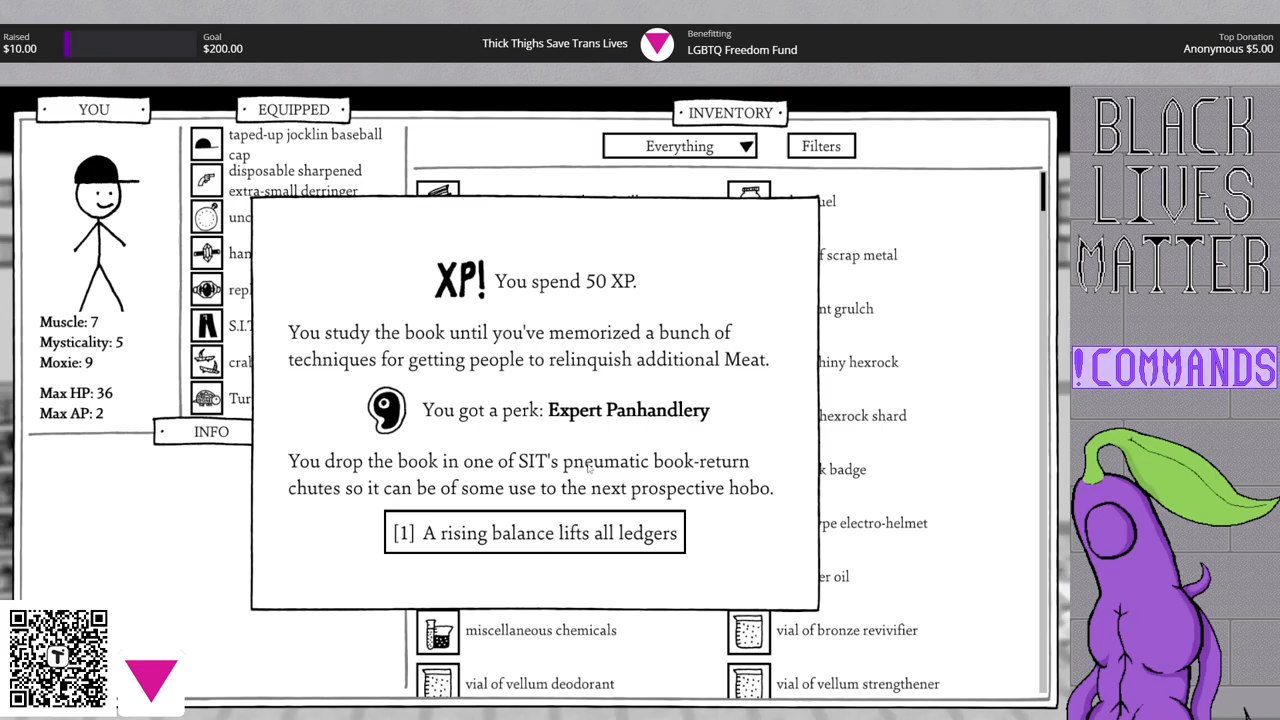 Raised
$10.00
Goal
$200.00
Thick Thighs Save Trans Lives
Benefitting
LGBTQ Freedom Fund
Top Donation
Anonymous $5.00
YOU
EQUIPPED
INVENTORY
taped-up jocklin baseball
cap
disposable sharpened
extra-small derringer
Everything
Filters
Muscle: 7
Mysticality: 5
Moxie: 9
Max HP: 36
Max AP: 2
INFO
XP! You spend 50 XP.
You study the book until you've memorized a bunch of
techniques for getting people to relinquish additional Meat.
You got a perk: Expert Panhandlery
You drop the book in one of SIT's pneumatic book-return
chutes so it can be of some use to the next prospective hobo.
[1] A rising balance lifts all ledgers
f scrap metal
nt grulch
hiny hexrock
hexrock shard
k badge
ype electro-helmet
er oil
miscellaneous chemicals
vial of bronze revivifier
vial of vellum deodorant
vial of vellum strengthener
BLACK
LIVES
MATTER
!COMMANDS